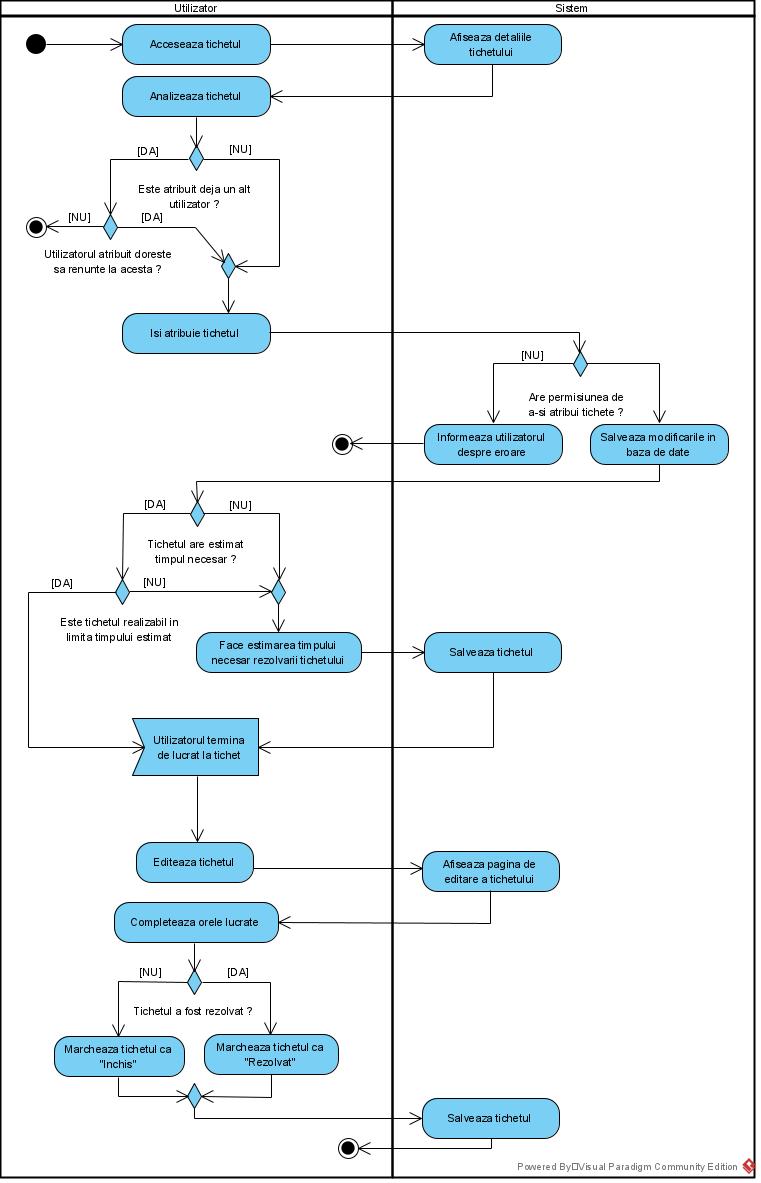 Utilizator
Sistem
Acceseaza tichetul
Afiseaza detaliile
tichetului
Analizeaza tichetul
[DA]
[NU]
Este atribuit deja un alt
utilizator ?
[NU]
[DA]
Utilizatorul atribuit doreste
sa renunte la acesta ?
Isi atribuie tichetul
[NU]
Are permisiunea de
a-si atribui tichete ?
Informeaza utilizatorul
despre eroare
Salveaza modificarile in
baza de date
[DA]
[NU]
Tichetul are estimat
timpul necesar ?
[DA]
[NU]
Este tichetul realizabil in
limita timpului estimat
Face estimarea timpului
necesar rezolvarii tichetului
Salveaza tichetul
Utilizatorul termina
de lucrat la tichet
Editeaza tichetul
Afiseaza pagina de
editare a tichetului
Completeaza orele lucrate
[NU]
[DA]
Tichetul a fost rezolvat ?
Marcheaza tichetul ca
"Inchis"
Marcheaza tichetul ca
"Rezolvat"
Salveaza tichetul
Powered By Visual Paradigm Community Edition